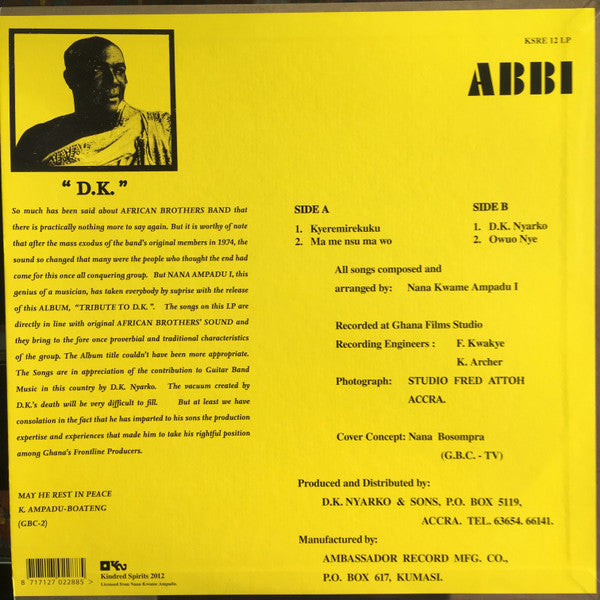 KSRE 12 LP
ABBI
“ D.K. ”
So much has been said about AFRICAN BROTHERS BAND that
there is practically nothing more to say again. But it is worthy of note
that after the mass exodus of the band's original members in 1974, the
sound so changed that many were the people who thought the end had
come for this once all conquering group. But NANA AMPADU I, this
genius of a musician, has taken everybody by suprise with the release
of this ALBUM, “TRIBUTE TO D.K.”. The songs on this LP are
directly in line with original AFRICAN BROTHERS' SOUND and
they bring to the fore once proverbial and traditional characteristics
of the group. The Album title couldn't have been more appropriate.
The Songs are in appreciation of the contribution to Guitar Band
Music in this country by D.K. Nyarko. The vacuum created by
D.K.'s death will be very difficult to fill. But at least we have
consolation in the fact that he has imparted to his sons the production
expertise and experiences that made him to take his rightful position
among Ghana's Frontline Producers.
MAY HE REST IN PEACE
K. AMPADU-BOATENG
(GBC-2)
SIDE A
1. Kyeremirekuku
2. Ma me nsu ma wo
SIDE B
1. D.K. Nyarko
2. Owuo Nye
All songs composed and
arranged by: Nana Kwame Ampadu I
Recorded at Ghana Films Studio
Recording Engineers : F. Kwakye
K. Archer
Photograph: STUDIO FRED ATTOH
ACCRA.
Cover Concept: Nana Bosompra
(G.B.C. - TV)
Produced and Distributed by:
D.K. NYARKO & SONS, P.O. BOX 5119,
ACCRA. TEL. 63654. 66141.
Manufactured by:
AMBASSADOR RECORD MFG. CO.,
P.O. BOX 617, KUMASI.
8 717127 022885 >
Kindred Spirits 2012
Licensed from Nana Kwame Ampadu.